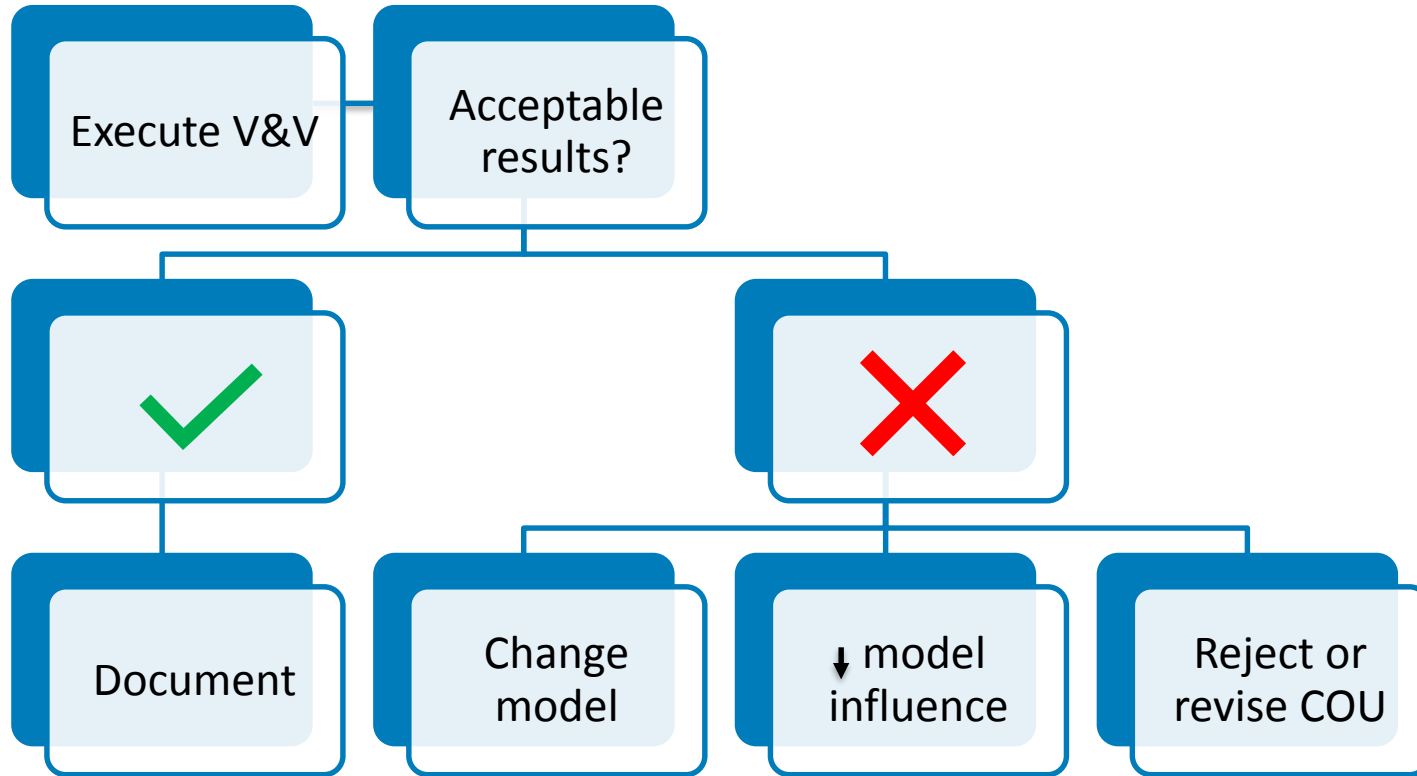 Execute V&V
Acceptable
results?
Document
Change
model
↓ model
influence
Reject or
revise COU